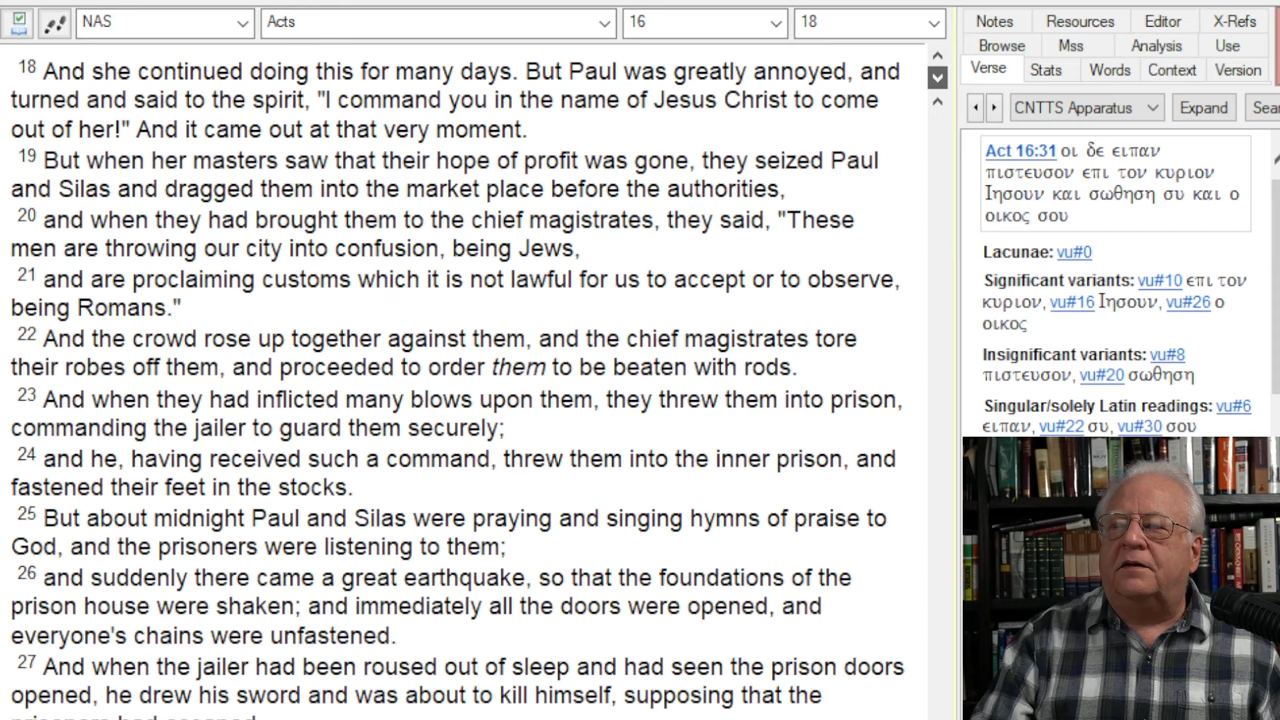 NAS Acts 16 18
18 And she continued doing this for many days. But Paul was greatly annoyed, and
turned and said to the spirit, "I command you in the name of Jesus Christ to come
out of her!" And it came out at that very moment.
19 But when her masters saw that their hope of profit was gone, they seized Paul
and Silas and dragged them into the market place before the authorities,
20 and when they had brought them to the chief magistrates, they said, "These
men are throwing our city into confusion, being Jews,
21 and are proclaiming customs which it is not lawful for us to accept or to observe,
being Romans."
22 And the crowd rose up together against them, and the chief magistrates tore
their robes off them, and proceeded to order them to be beaten with rods.
23 And when they had inflicted many blows upon them, they threw them into prison,
commanding the jailer to guard them securely;
24 and he, having received such a command, threw them into the inner prison, and
fastened their feet in the stocks.
25 But about midnight Paul and Silas were praying and singing hymns of praise to
God, and the prisoners were listening to them;
26 and suddenly there came a great earthquake, so that the foundations of the
prison house were shaken; and immediately all the doors were opened, and
everyone's chains were unfastened.
27 And when the jailer had been roused out of sleep and had seen the prison doors
opened, he drew his sword and was about to kill himself, supposing that the
Notes Resources Editor X-Refs
Browse Mss Analysis Use
Verse Stats Words Context Version
CNTTS Apparatus Expand
Act 16:31 οι δε ειπαν
πιστευσον επι τον κυριον
Ιησουν και σωθηση συ και ο
οικος σου
Lacunae: vu#0
Significant variants: vu#10 επι τον
κυριον, vu#16 Ιησουν, vu#26 ο
οικος
Insignificant variants: vu#8
πιστευσον, vu#20 σωθηση
Singular/solely Latin readings: vu#6
ειπαν, vu#22 συ, vu#30 σου